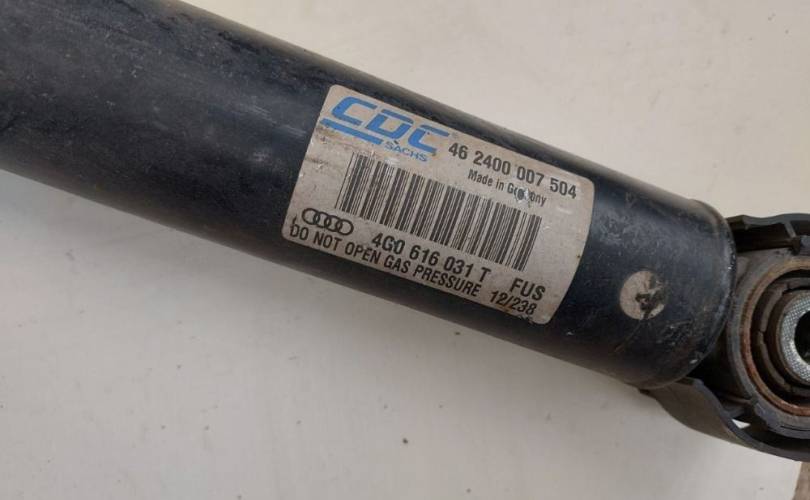 CDC®
SACHS
46 2400 007 504
Made in Germany
4G0 616 031 T FUS
DO NOT OPEN GAS PRESSURE 12/238